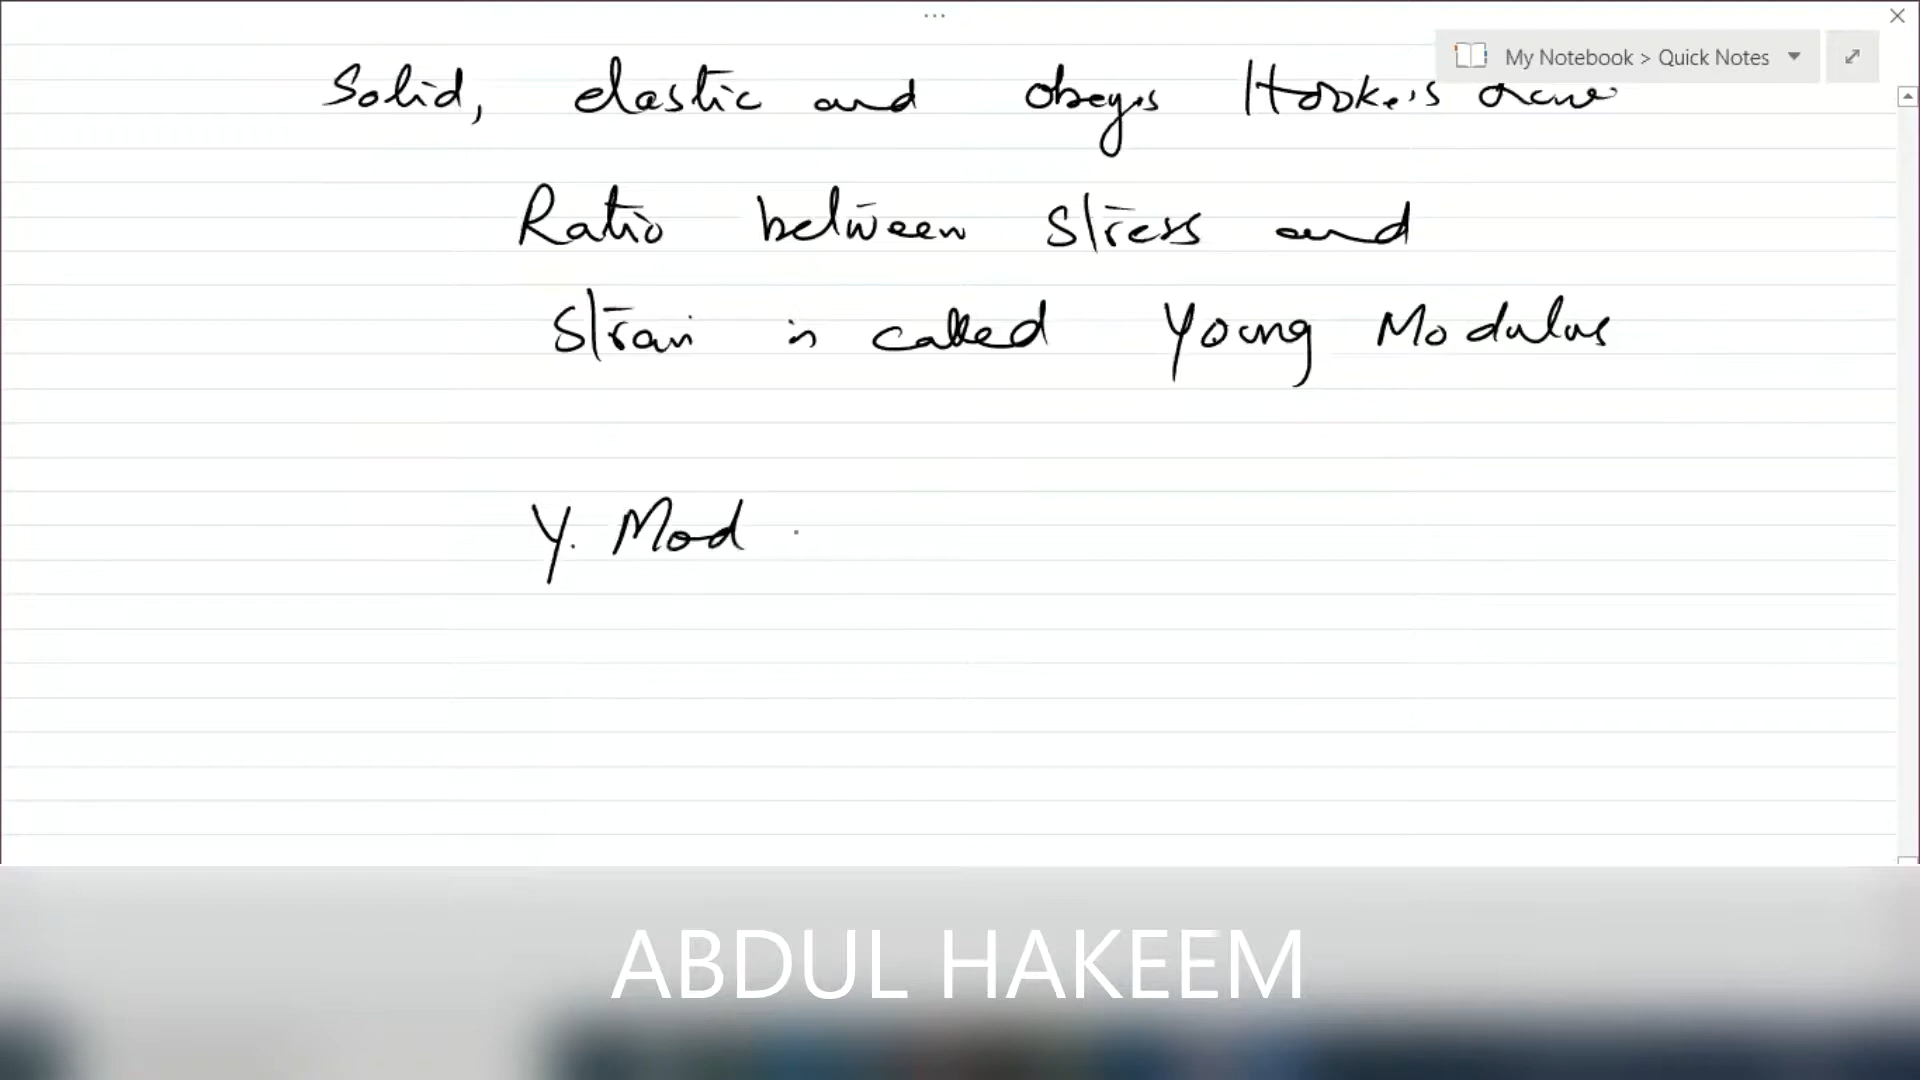 ...
My Notebook > Quick Notes
Solid, elastic and obeys Hooke's
Ratio between stress and
strain is called Young Modulus
Y. Mod
ABDUL HAKEEM